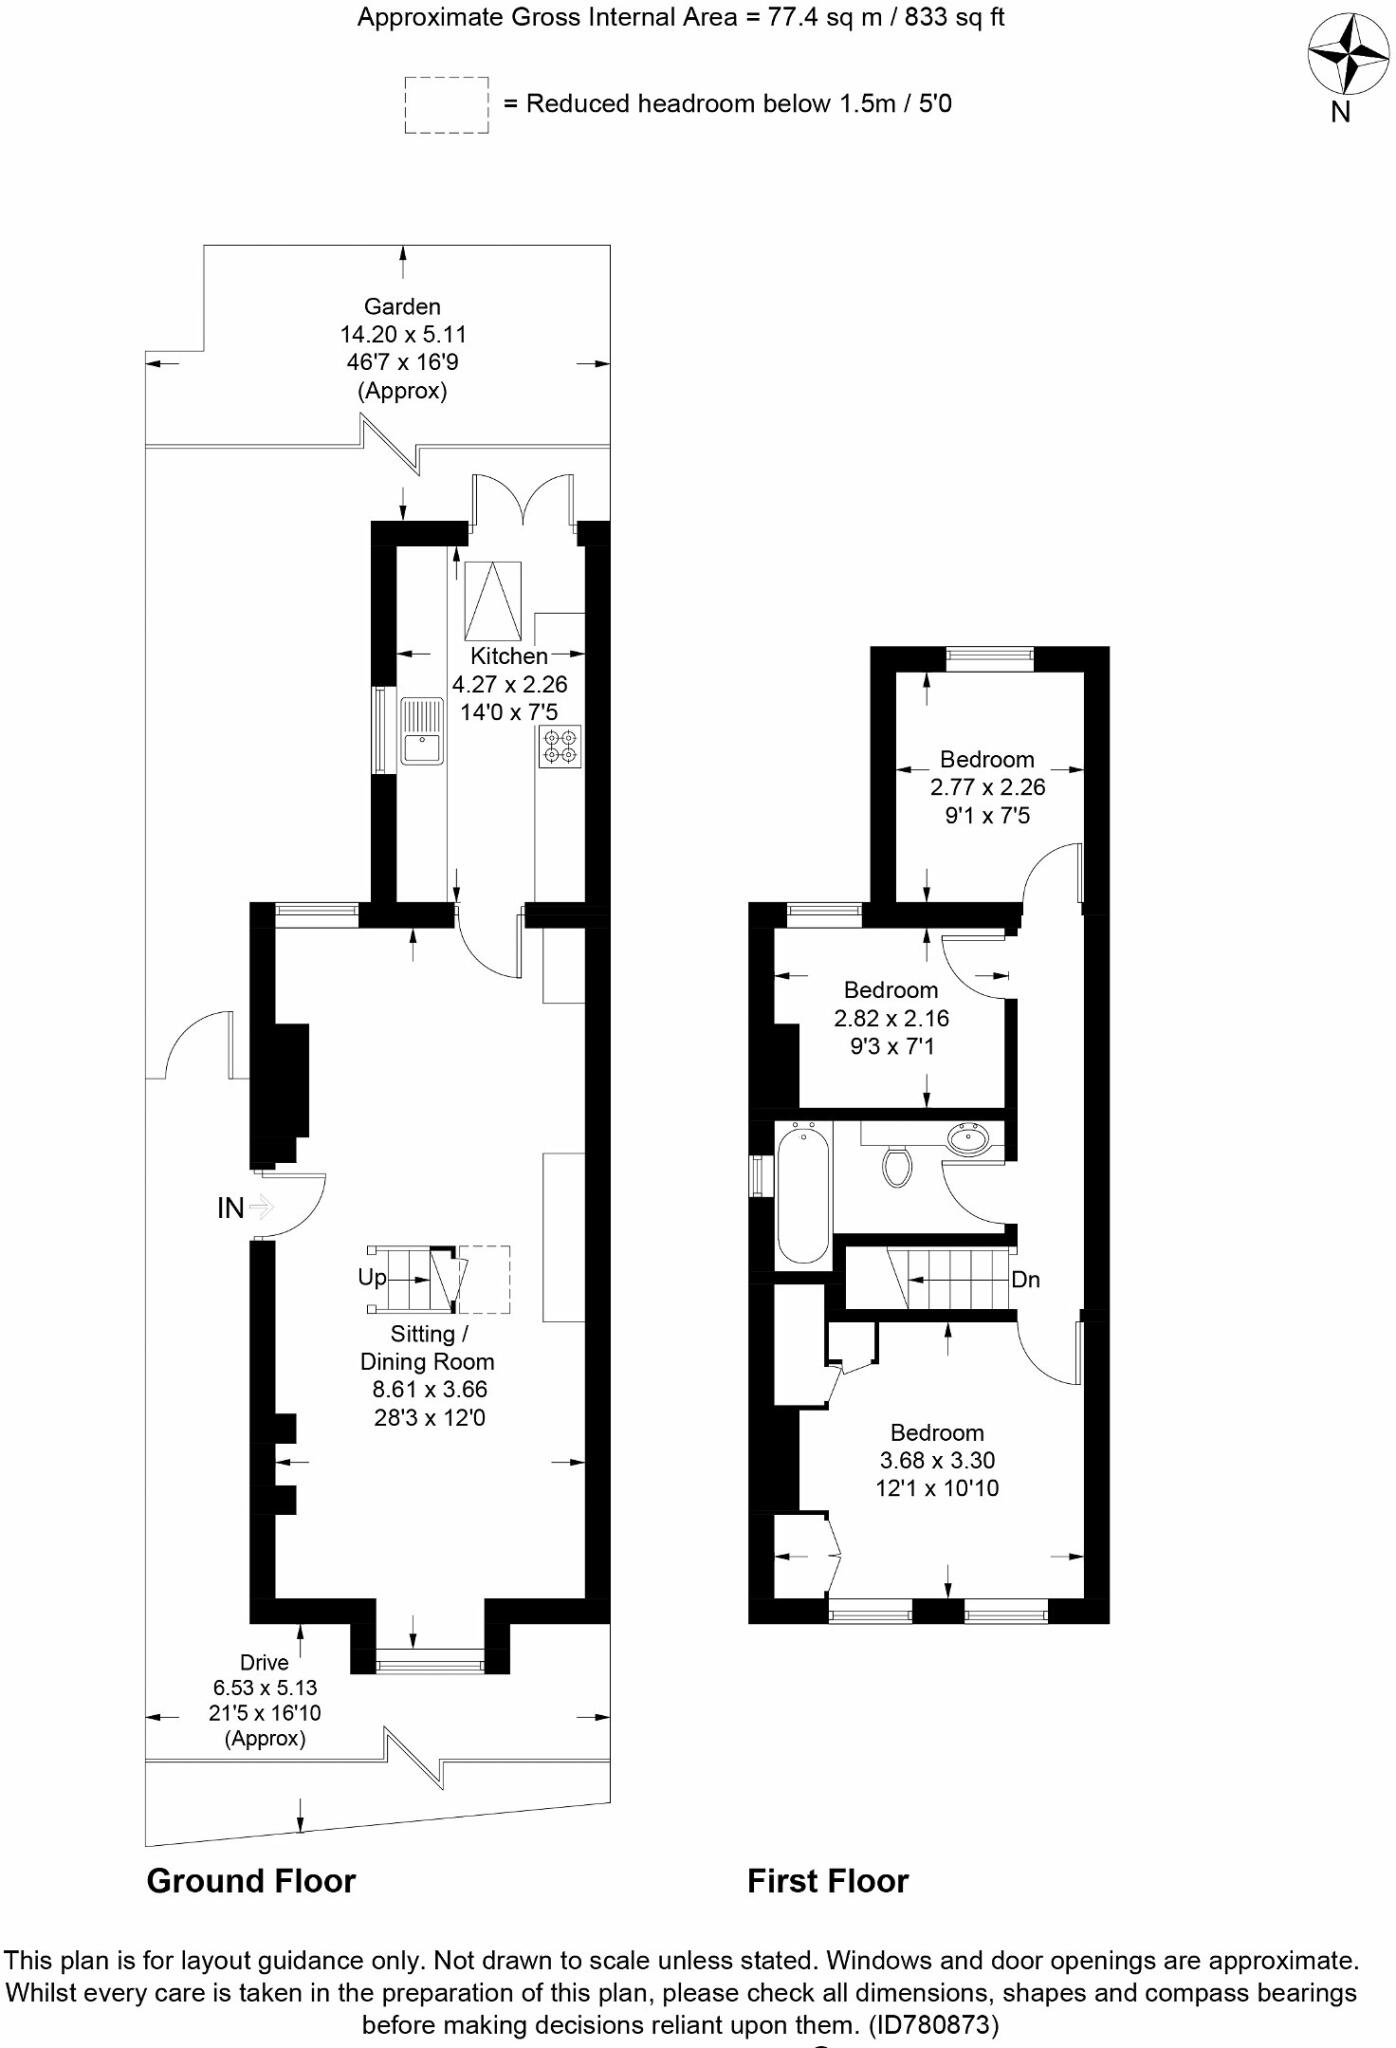 Approximate Gross Internal Area = 77.4 sq m / 833 sq ft
= Reduced headroom below 1.5m / 5'0
N
Garden
14.20 x 5.11
46'7 x 16'9
(Approx)
Kitchen
4.27 x 2.26
14'0 x 7'5
Bedroom
2.77 x 2.26
9'1 x 7'5
Bedroom
2.82 x 2.16
9'3 x 7'1
IN
Up
Dn
Sitting /
Dining Room
8.61 x 3.66
28'3 x 12'0
Bedroom
3.68 x 3.30
12'1 x 10'10
Drive
6.53 x 5.13
21'5 x 16'10
(Approx)
Ground Floor
First Floor
This plan is for layout guidance only. Not drawn to scale unless stated. Windows and door openings are approximate.
Whilst every care is taken in the preparation of this plan, please check all dimensions, shapes and compass bearings
before making decisions reliant upon them. (ID780873)